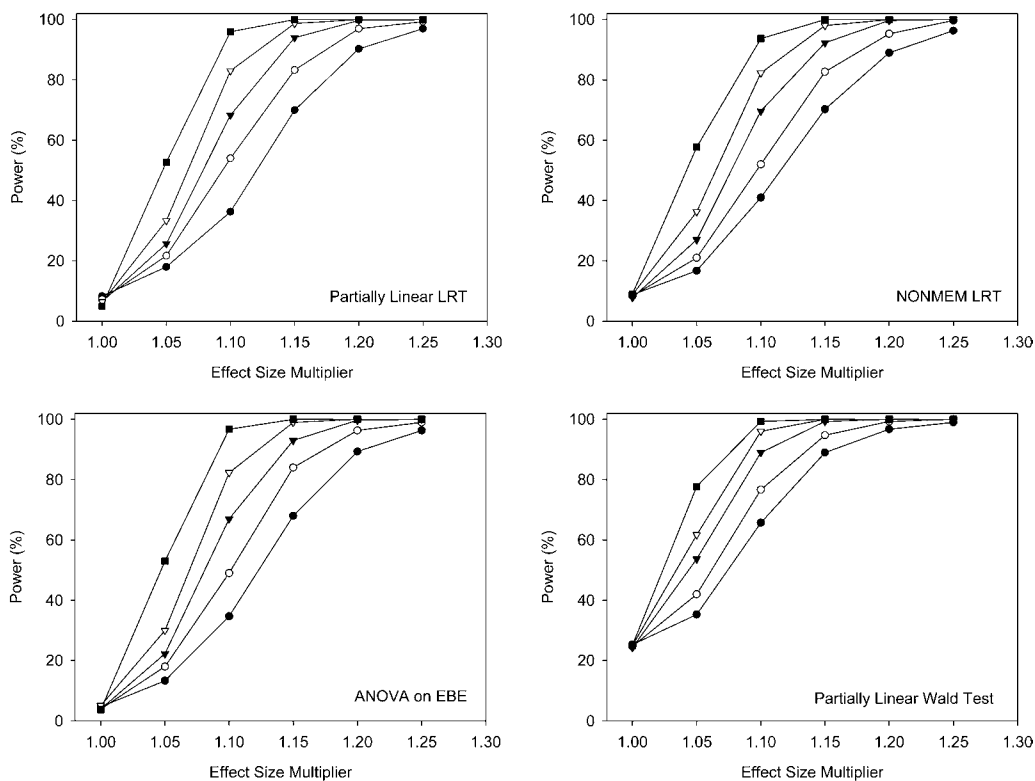 100
80
60
40
20
0
Power (%)
Partially Linear LRT
1.00 1.05 1.10 1.15 1.20 1.25 1.30
Effect Size Multiplier
100
80
60
40
20
0
Power (%)
NONMEM LRT
1.00 1.05 1.10 1.15 1.20 1.25 1.30
Effect Size Multiplier
100
80
60
40
20
0
Power (%)
ANOVA on EBE
1.00 1.05 1.10 1.15 1.20 1.25 1.30
Effect Size Multiplier
100
80
60
40
20
0
Power (%)
Partially Linear Wald Test
1.00 1.05 1.10 1.15 1.20 1.25 1.30
Effect Size Multiplier